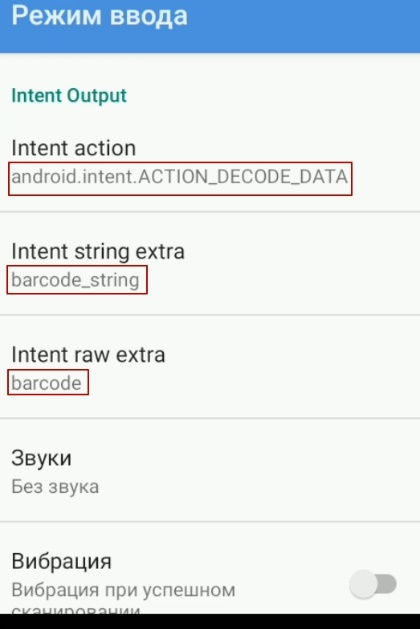 Режим ввода
Intent Output
Intent action
android.intent.ACTION_DECODE_DATA
Intent string extra
barcode_string
Intent raw extra
barcode
Звуки
Без звука
Вибрация
Вибрация при успешном
сканировании